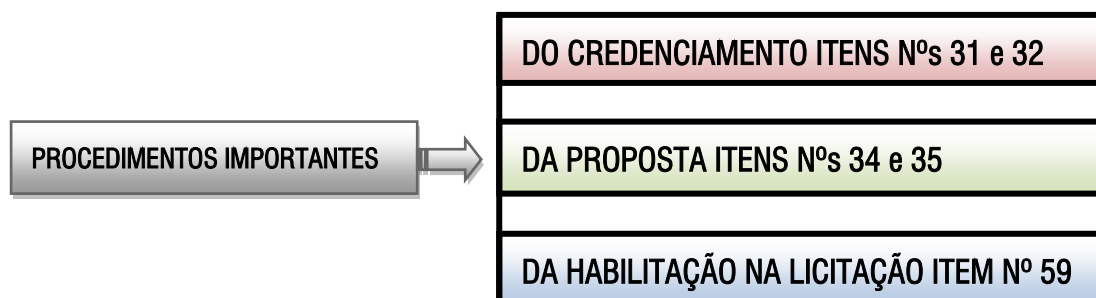 PROCEDIMENTOS IMPORTANTES
DO CREDENCIAMENTO ITENS Nºs 31 e 32
DA PROPOSTA ITENS Nºs 34 e 35
DA HABILITAÇÃO NA LICITAÇÃO ITEM Nº 59